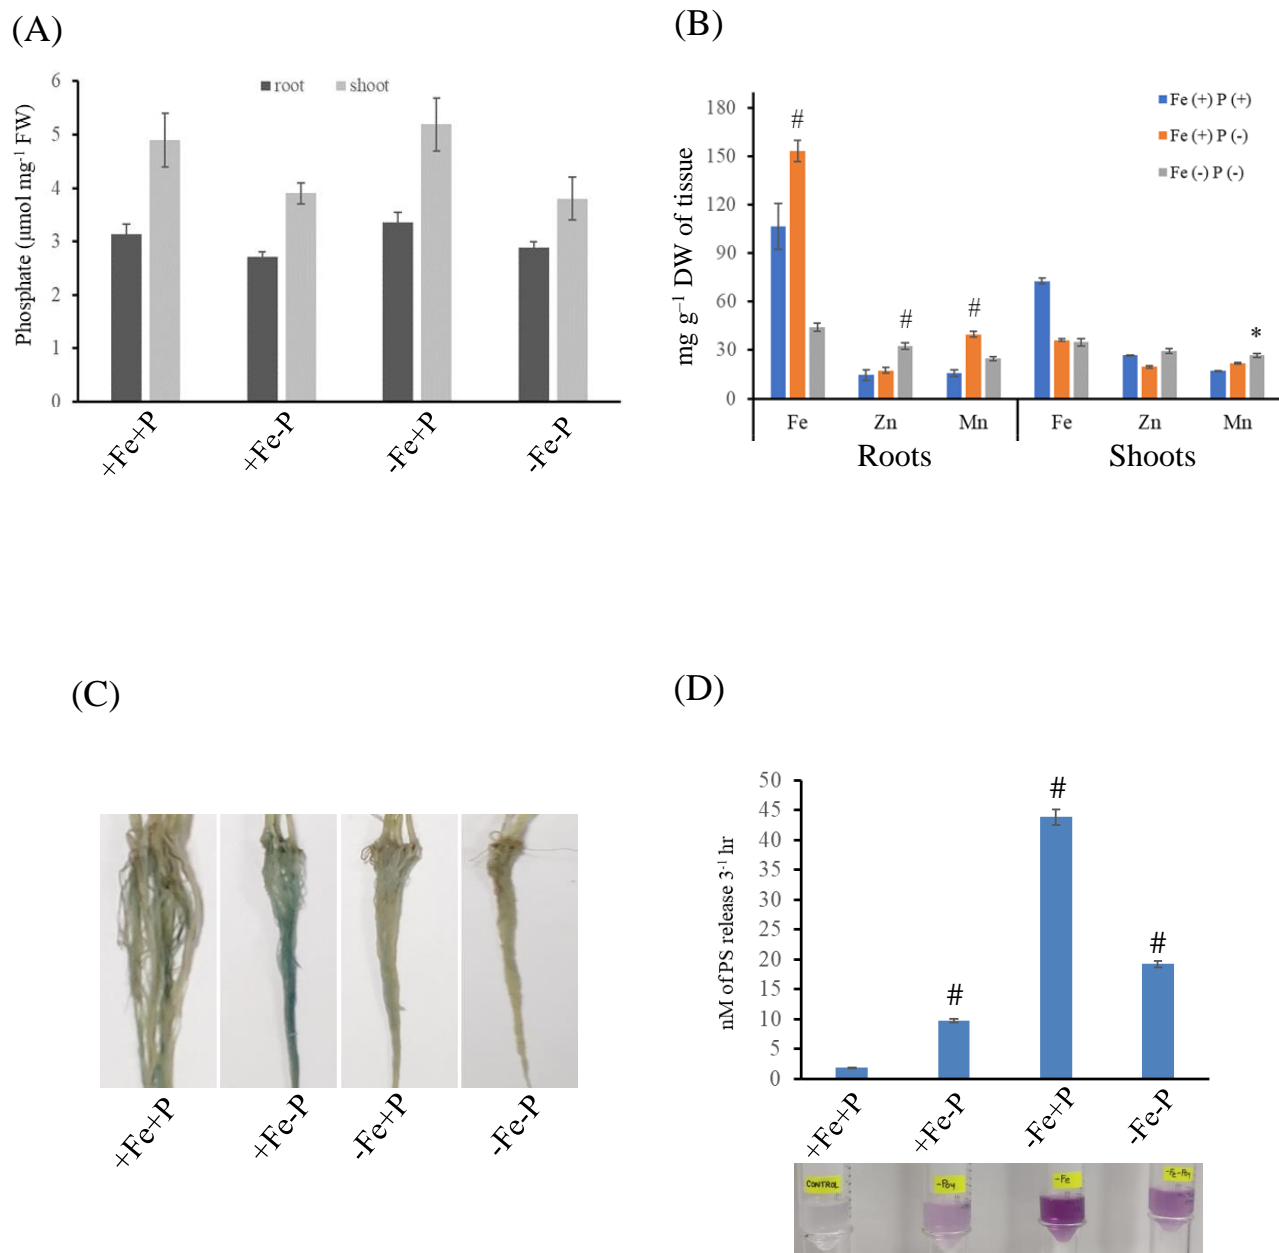 (A)
(B)
6
5
4
3
2
1
0
Phosphate (μmol mg⁻¹ FW)
root
shoot
+Fe+P
+Fe-P
-Fe+P
-Fe-P
180
150
120
90
60
30
0
mg g⁻¹ DW of tissue
Fe (+) P (+)
Fe (+) P (-)
Fe (-) P (-)
#
#
#
*
Fe Zn Mn Fe Zn Mn
Roots Shoots
(C)
(D)
+Fe+P
+Fe-P
-Fe+P
-Fe-P
50
45
40
35
30
25
20
15
10
5
0
nM of PS release 3⁻¹ hr
#
#
#
+Fe+P
+Fe-P
-Fe+P
-Fe-P
CONTROL
-PO4
-Fe
-Fe-PO4